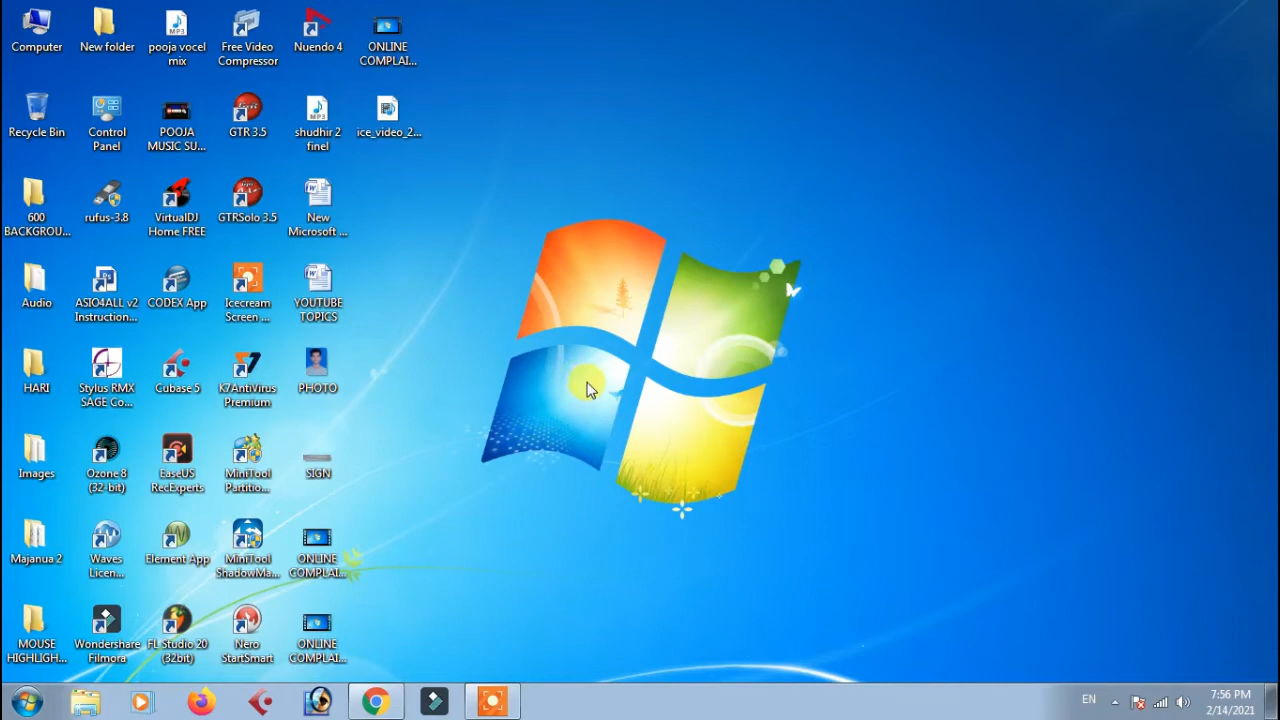 Computer
New folder
pooja vocel
mix
Free Video
Compressor
Nuendo 4
ONLINE
COMPLAI...
Recycle Bin
Control
Panel
POOJA
MUSIC SU...
GTR 3.5
shudhir 2
finel
ice_video_2...
600
BACKGROU...
rufus-3.8
VirtualDJ
Home FREE
GTRSolo 3.5
New
Microsoft ...
Audio
ASIO4ALL v2
Instruction...
CODEX App
Icecream
Screen ...
YOUTUBE
TOPICS
HARI
Stylus RMX
SAGE Co...
Cubase 5
K7AntiVirus
Premium
PHOTO
Images
Ozone 8
(32-bit)
EaseUS
RecExperts
MiniTool
Partitio...
SIGN
Majanua 2
Waves
Licen...
Element App
MiniTool
ShadowMa...
ONLINE
COMPLAI...
MOUSE
HIGHLIGH...
Wondershare
Filmora
FL Studio 20
(32bit)
Nero
StartSmart
ONLINE
COMPLAI...
EN
7:56 PM
2/14/2021